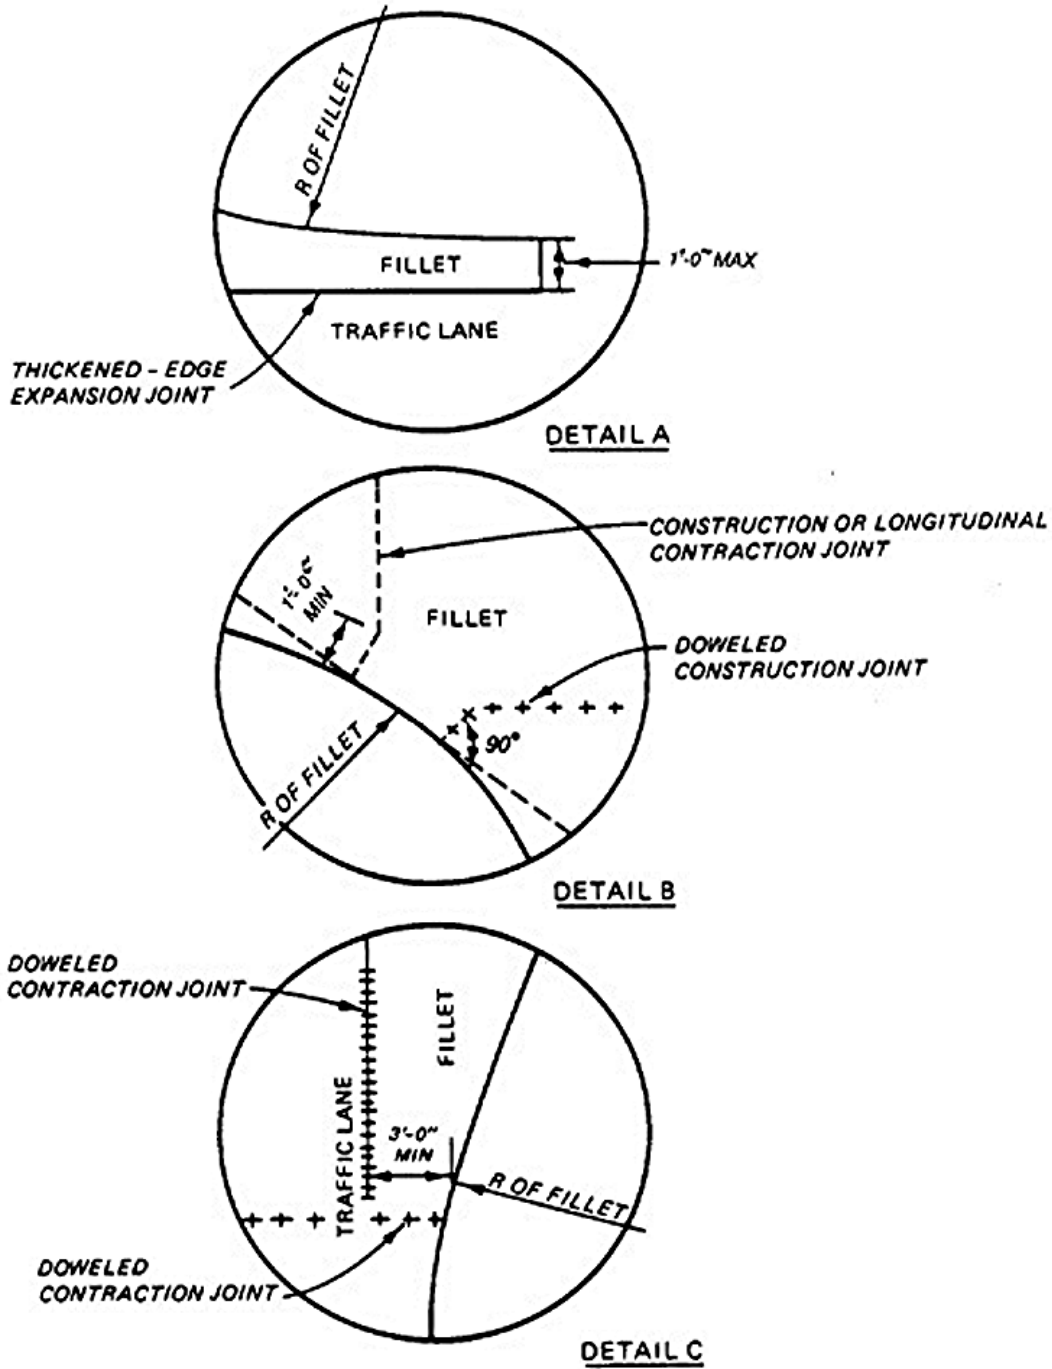 R OF FILLET
FILLET
1'-0" MAX
TRAFFIC LANE
THICKENED - EDGE
EXPANSION JOINT
DETAIL A
CONSTRUCTION OR LONGITUDINAL
CONTRACTION JOINT
1'-0"
MIN
FILLET
DOWELED
CONSTRUCTION JOINT
90°
R OF FILLET
DETAIL B
DOWELED
CONTRACTION JOINT
FILLET
TRAFFIC LANE
3'-0"
MIN
R OF FILLET
DOWELED
CONTRACTION JOINT
DETAIL C